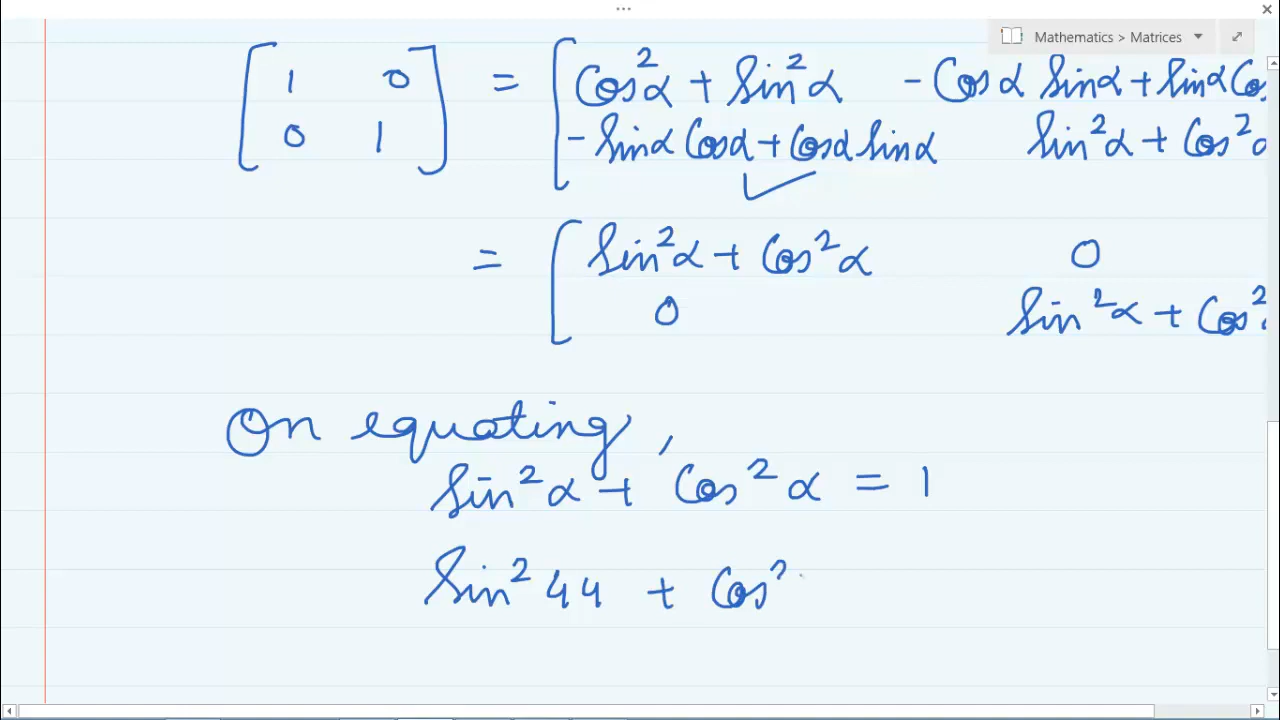 Mathematics > Matrices
[1 0 = [Cos²α + Sin²α -Cosα Sinα + Sinα Cos
0 1] -Sinα Cosα + Cosα Sinα Sin²α + Cos²α
= [Sin²α + Cos²α 0
0 Sin²α + Cos²
On equating,
Sin²α + Cos²α = 1
Sin²44 + Cos²